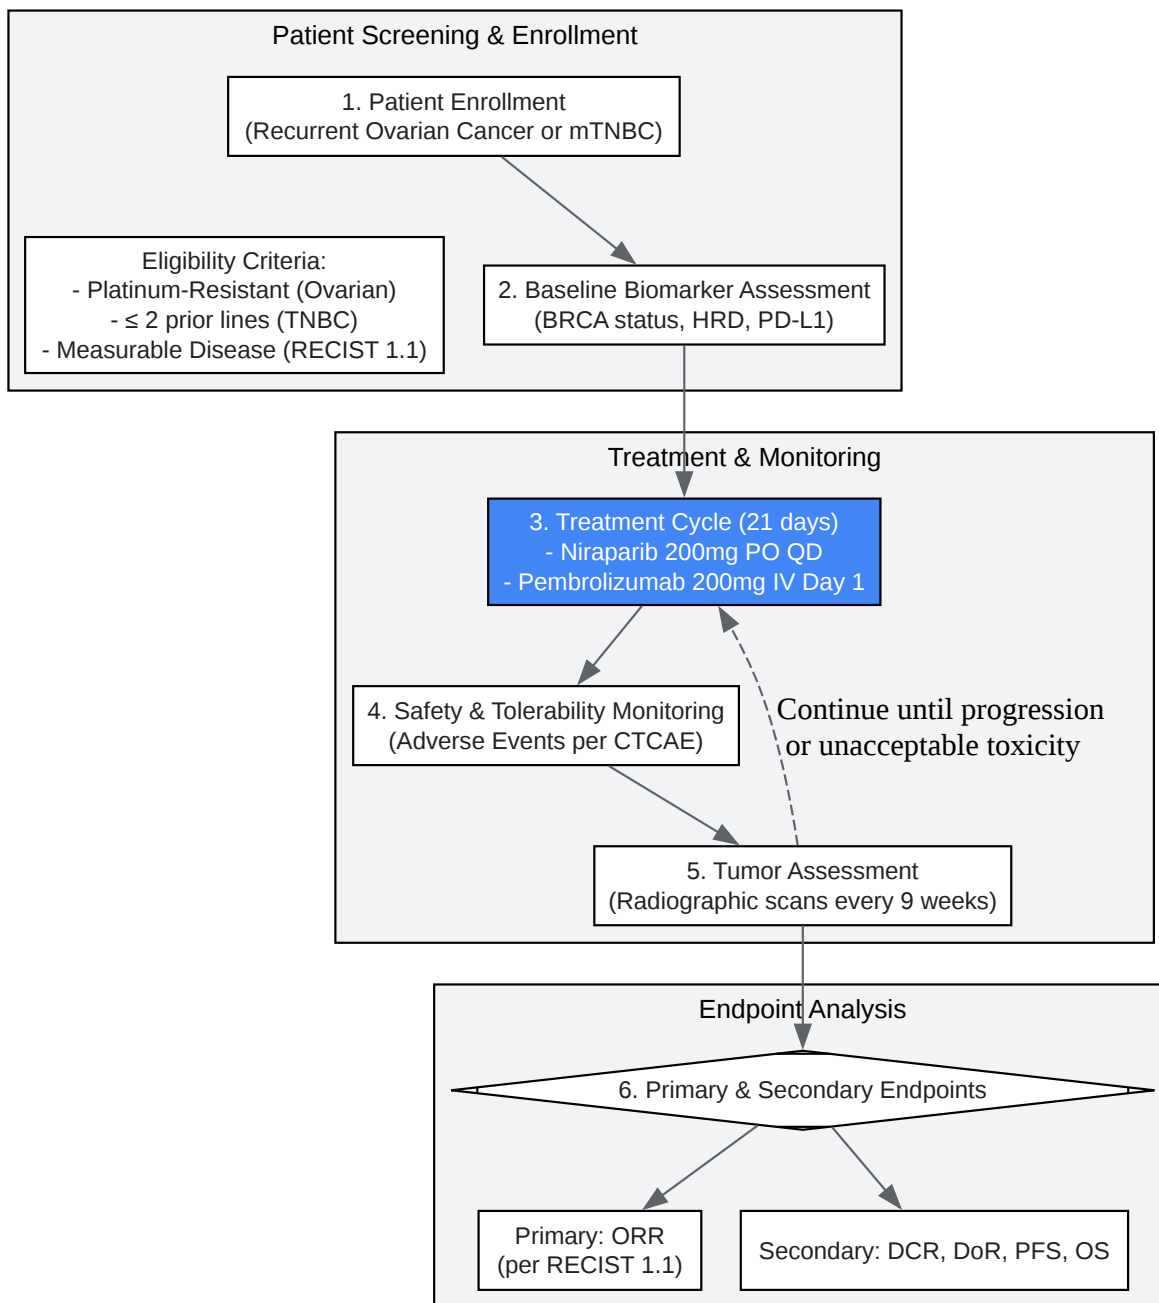 Patient Screening & Enrollment
1. Patient Enrollment
(Recurrent Ovarian Cancer or mTNBC)
Eligibility Criteria:
- Platinum-Resistant (Ovarian)
- ≤ 2 prior lines (TNBC)
- Measurable Disease (RECIST 1.1)
2. Baseline Biomarker Assessment
(BRCA status, HRD, PD-L1)
Treatment & Monitoring
3. Treatment Cycle (21 days)
- Niraparib 200mg PO QD
- Pembrolizumab 200mg IV Day 1
4. Safety & Tolerability Monitoring
(Adverse Events per CTCAE)
Continue until progression
or unacceptable toxicity
5. Tumor Assessment
(Radiographic scans every 9 weeks)
Endpoint Analysis
6. Primary & Secondary Endpoints
Primary: ORR
(per RECIST 1.1)
Secondary: DCR, DoR, PFS, OS